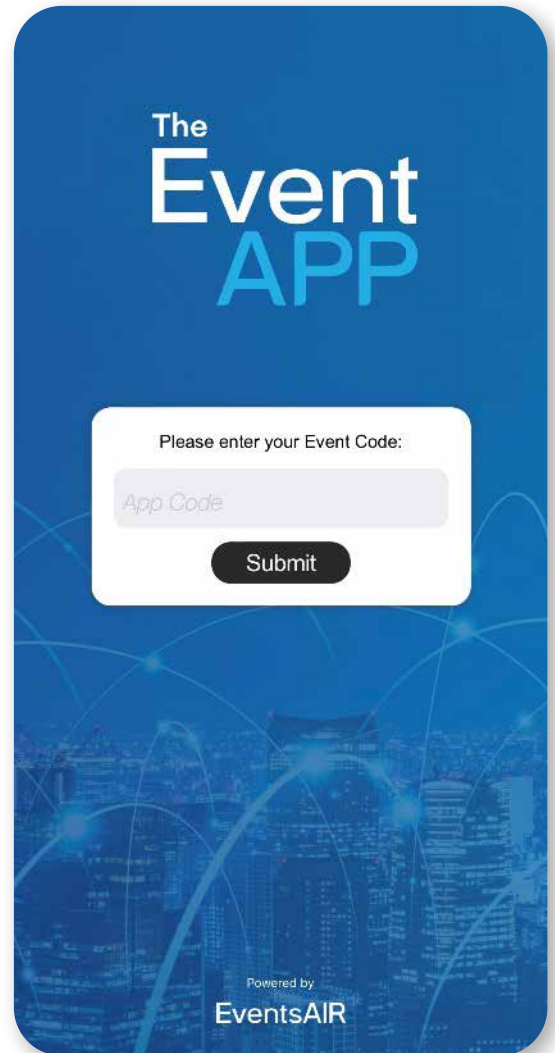 The
Event
APP
Please enter your Event Code:
App Code
Submit
Powered by
EventsAIR